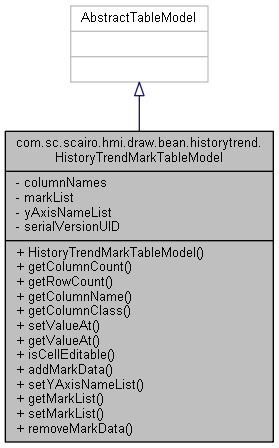 AbstractTableModel
com.sc.scairo.hmi.draw.bean.historytrend.
HistoryTrendMarkTableModel
- columnNames
- markList
- yAxisNameList
- serialVersionUID
+ HistoryTrendMarkTableModel()
+ getColumnCount()
+ getRowCount()
+ getColumnName()
+ getColumnClass()
+ setValueAt()
+ getValueAt()
+ isCellEditable()
+ addMarkData()
+ setYAxisNameList()
+ getMarkList()
+ setMarkList()
+ removeMarkData()